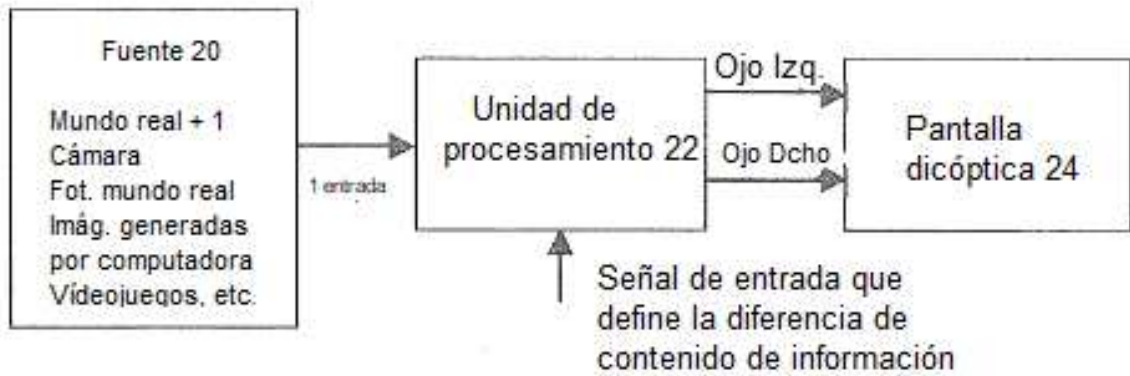 Fuente 20
Mundo real + 1
Cámara
Fot. mundo real
Imág. generadas
por computadora
Vídeojuegos, etc.
1 entrada
Unidad de
procesamiento 22
Ojo Izq.
Ojo Dcho
Pantalla
dicóptica 24
Señal de entrada que
define la diferencia de
contenido de información